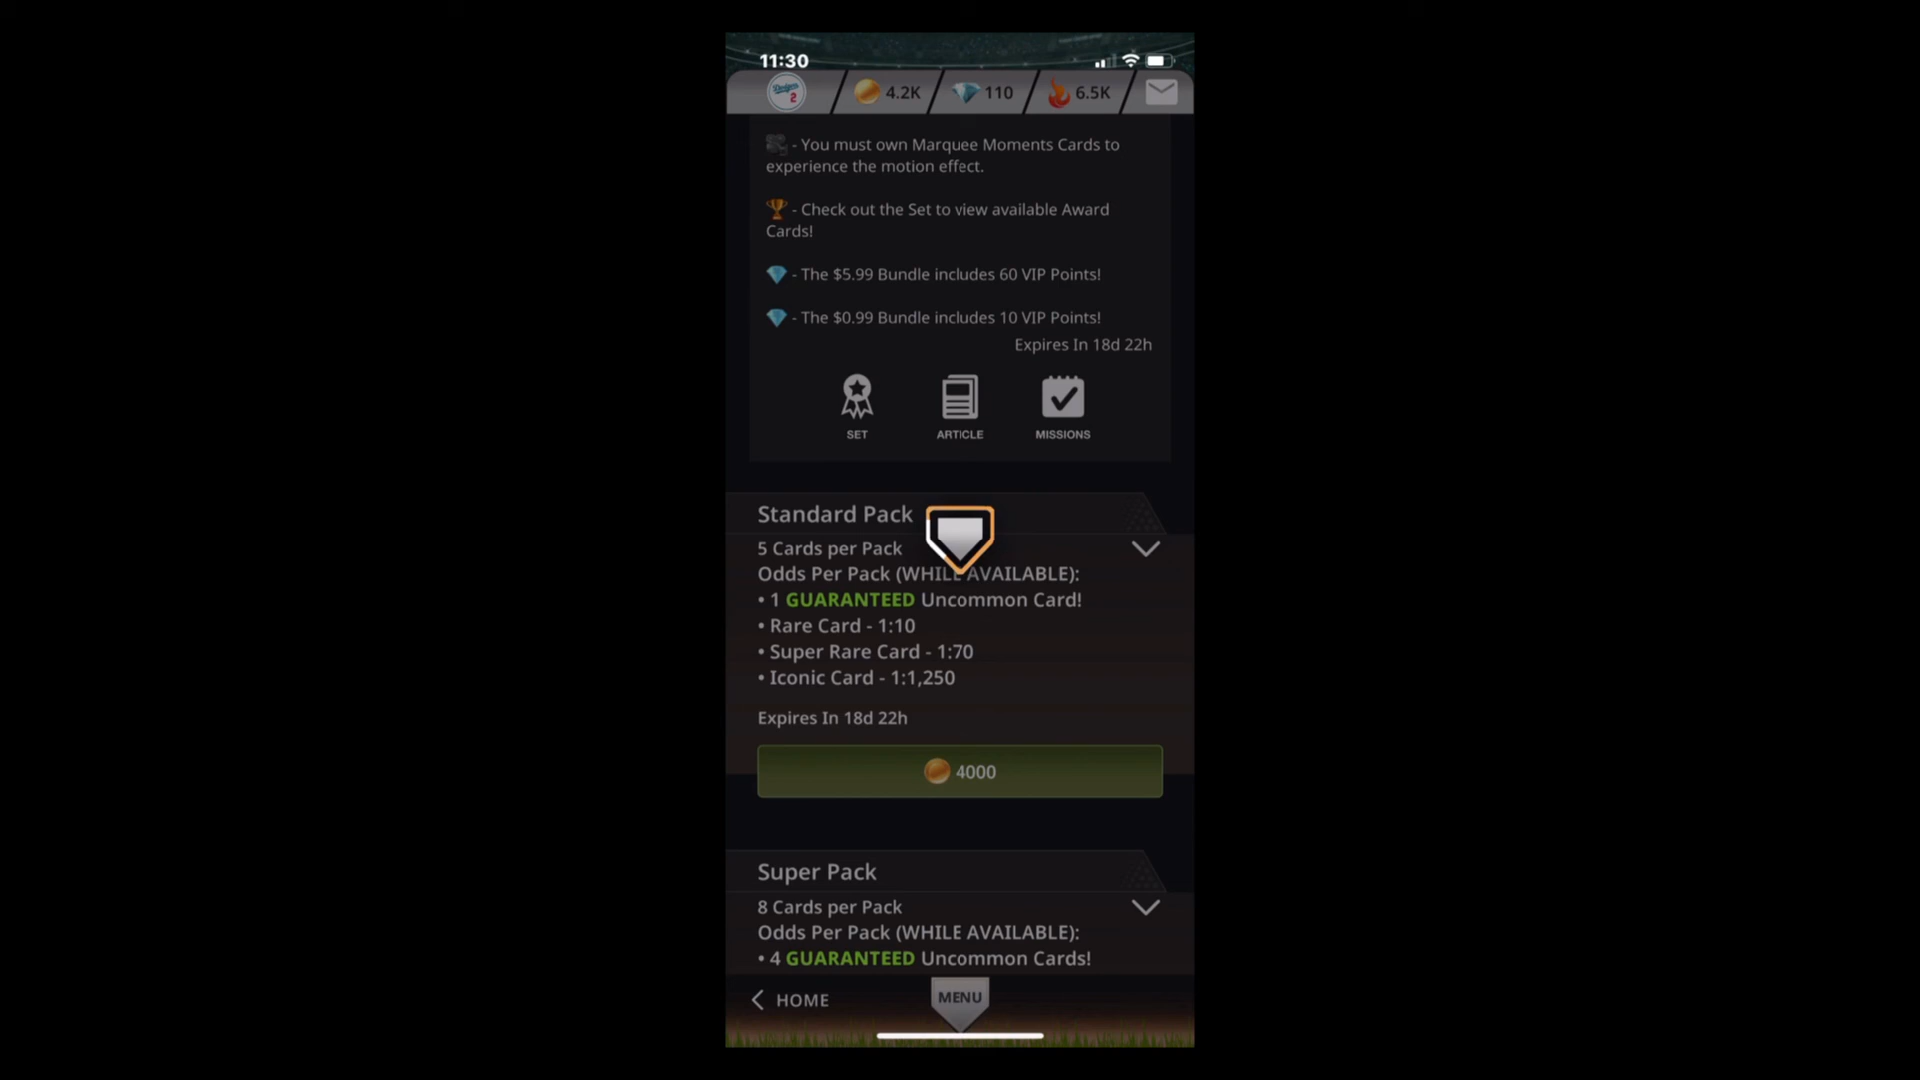 11:30
Dodgers 2 4.2K 110 6.5K
- You must own Marquee Moments Cards to
experience the motion effect.
- Check out the Set to view available Award
Cards!
- The $5.99 Bundle includes 60 VIP Points!
- The $0.99 Bundle includes 10 VIP Points!
Expires In 18d 22h
SET ARTICLE MISSIONS
Standard Pack
5 Cards per Pack
Odds Per Pack (WHILE AVAILABLE):
• 1 GUARANTEED Uncommon Card!
• Rare Card - 1:10
• Super Rare Card - 1:70
• Iconic Card - 1:1,250
Expires In 18d 22h
4000
Super Pack
8 Cards per Pack
Odds Per Pack (WHILE AVAILABLE):
• 4 GUARANTEED Uncommon Cards!
HOME MENU